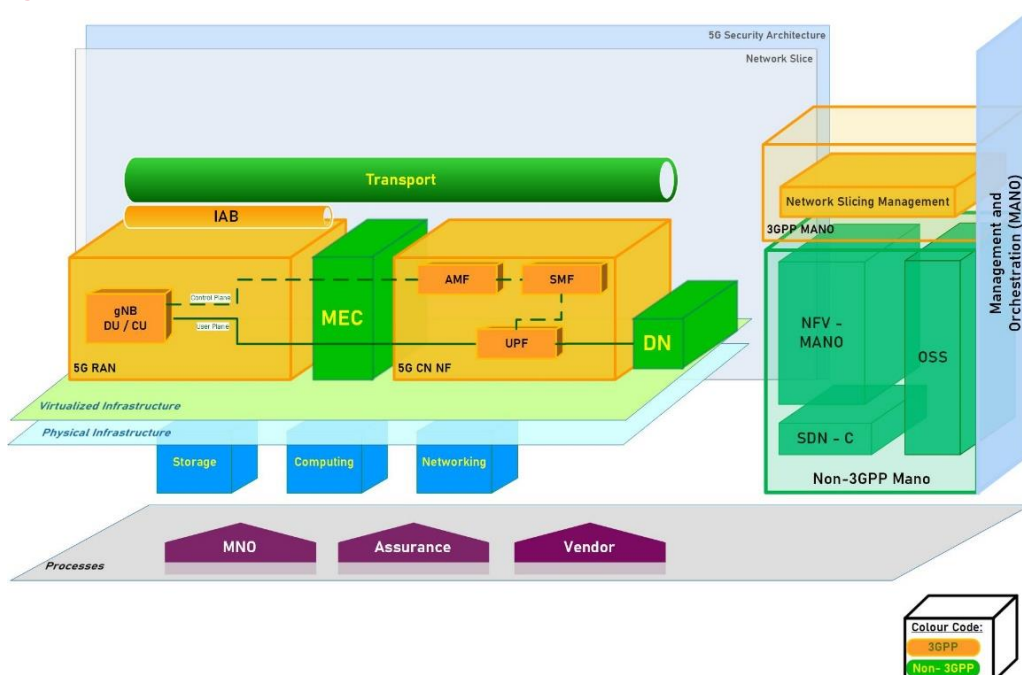 5G Security Architecture
Network Slice
Transport
IAB
Network Slicing Management
3GPP MANO
Management and
Orchestration (MANO)
AMF
SMF
gNB
DU / CU
Control Plane
User Plane
MEC
UPF
DN
5G RAN
5G CN NF
NFV -
MANO
OSS
SDN - C
Non-3GPP Mano
Virtualized Infrastructure
Physical Infrastructure
Storage
Computing
Networking
MNO
Assurance
Vendor
Processes
Colour Code:
3GPP
Non- 3GPP